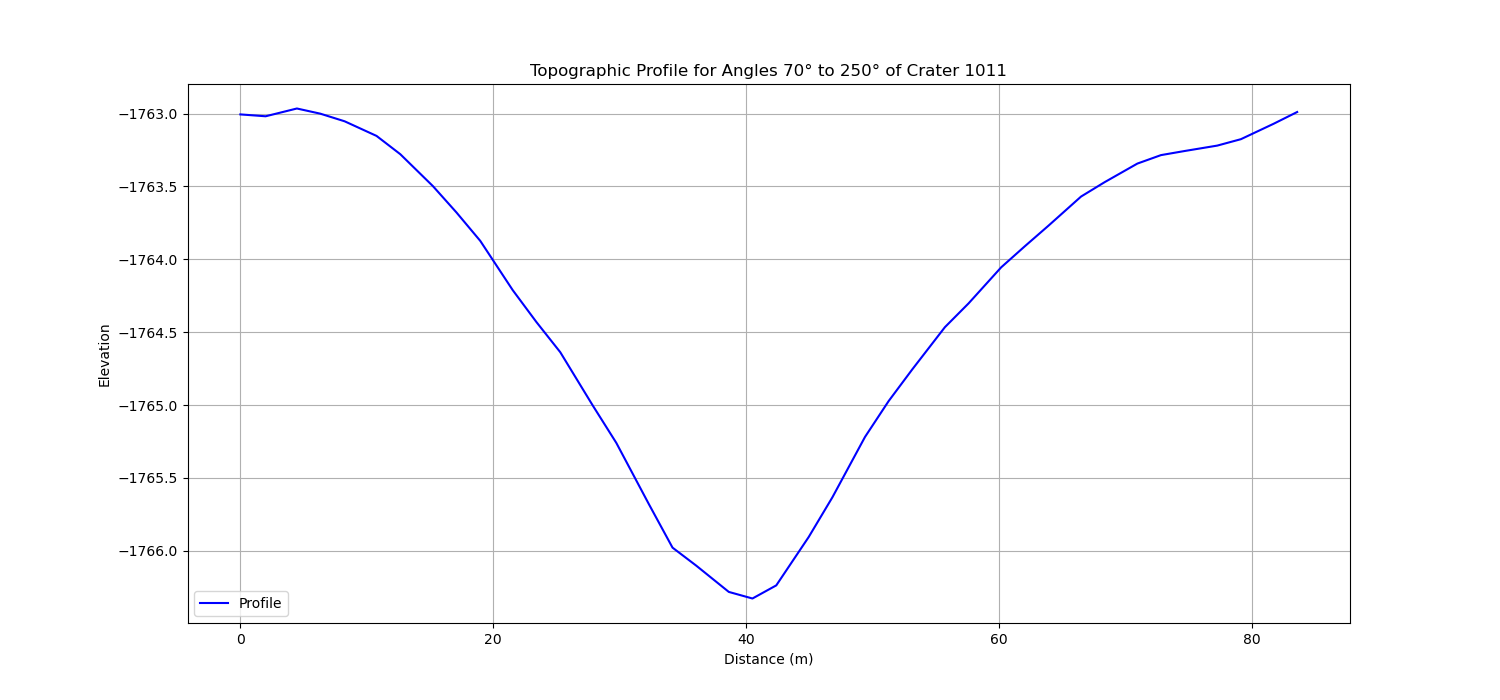 Topographic Profile for Angles 70° to 250° of Crater 1011
−1763.0
−1763.5
−1764.0
−1764.5
−1765.0
−1765.5
−1766.0
Elevation
Profile
0 20 40 60 80
Distance (m)